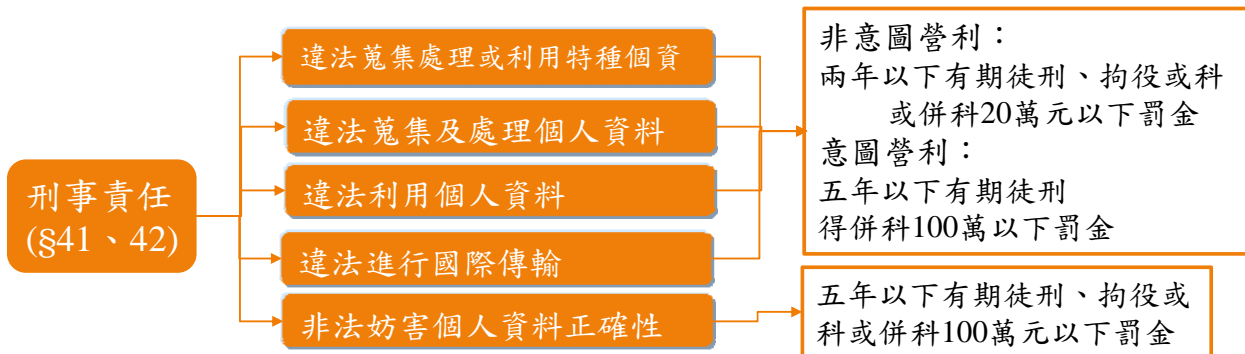 刑事責任
(§41、42)
違法蒐集處理或利用特種個資
違法蒐集及處理個人資料
違法利用個人資料
違法進行國際傳輸
非法妨害個人資料正確性
非意圖營利：
兩年以下有期徒刑、拘役或科
或併科20萬元以下罰金
意圖營利：
五年以下有期徒刑
得併科100萬以下罰金
五年以下有期徒刑、拘役或
科或併科100萬元以下罰金